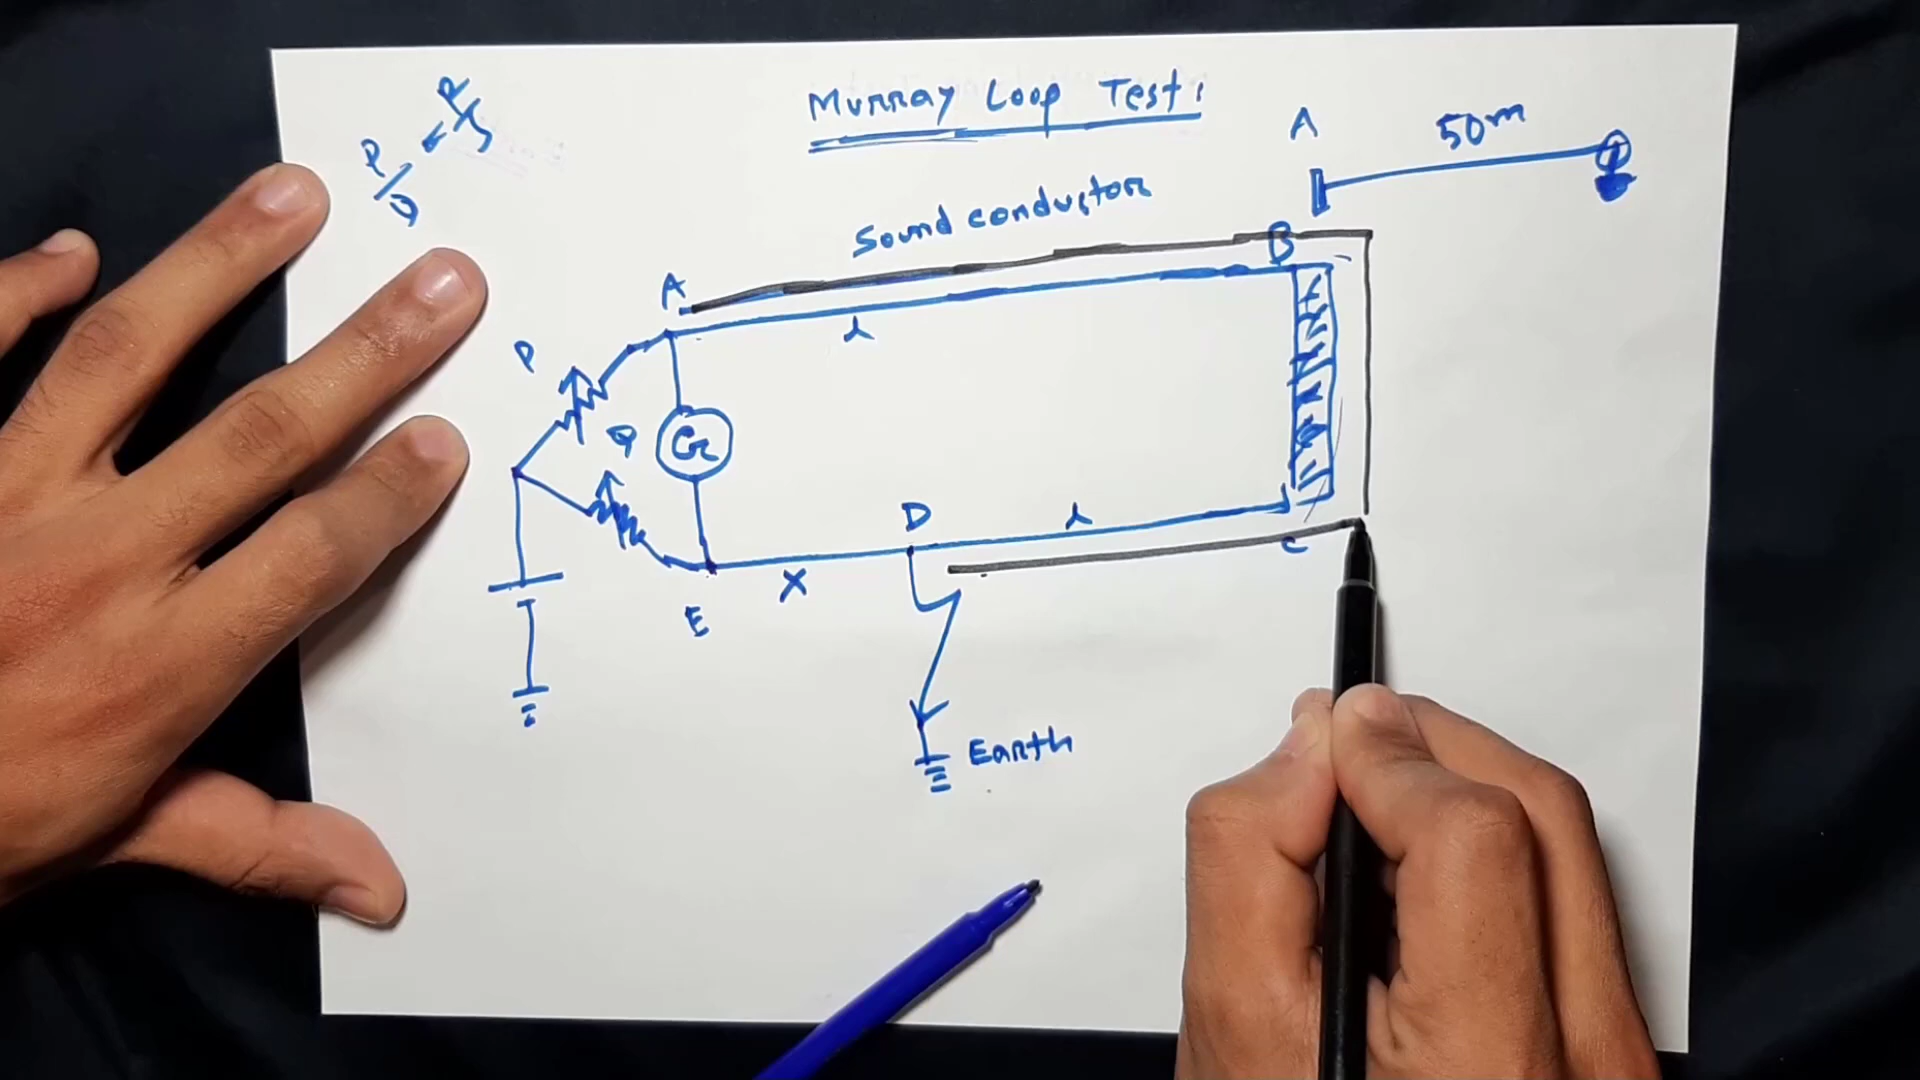 Murray Loop Test:
P/Q
A
50m
Sound conductor
B
A
λ
P
Q
G
D
λ
C
X
E
Earth